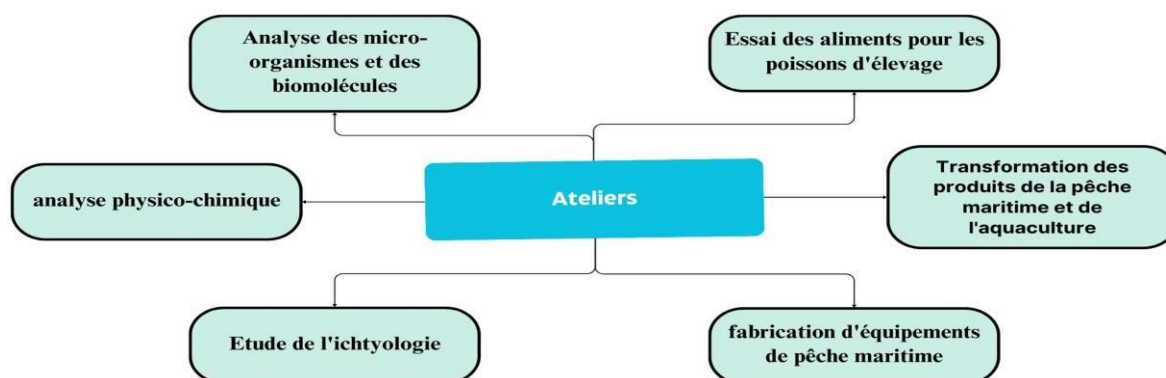 Analyse des micro-
organismes et des
biomolécules
Essai des aliments pour les
poissons d'élevage
analyse physico-chimique
Ateliers
Transformation des
produits de la pêche
maritime et de
l'aquaculture
Etude de l'ichtyologie
fabrication d'équipements
de pêche maritime